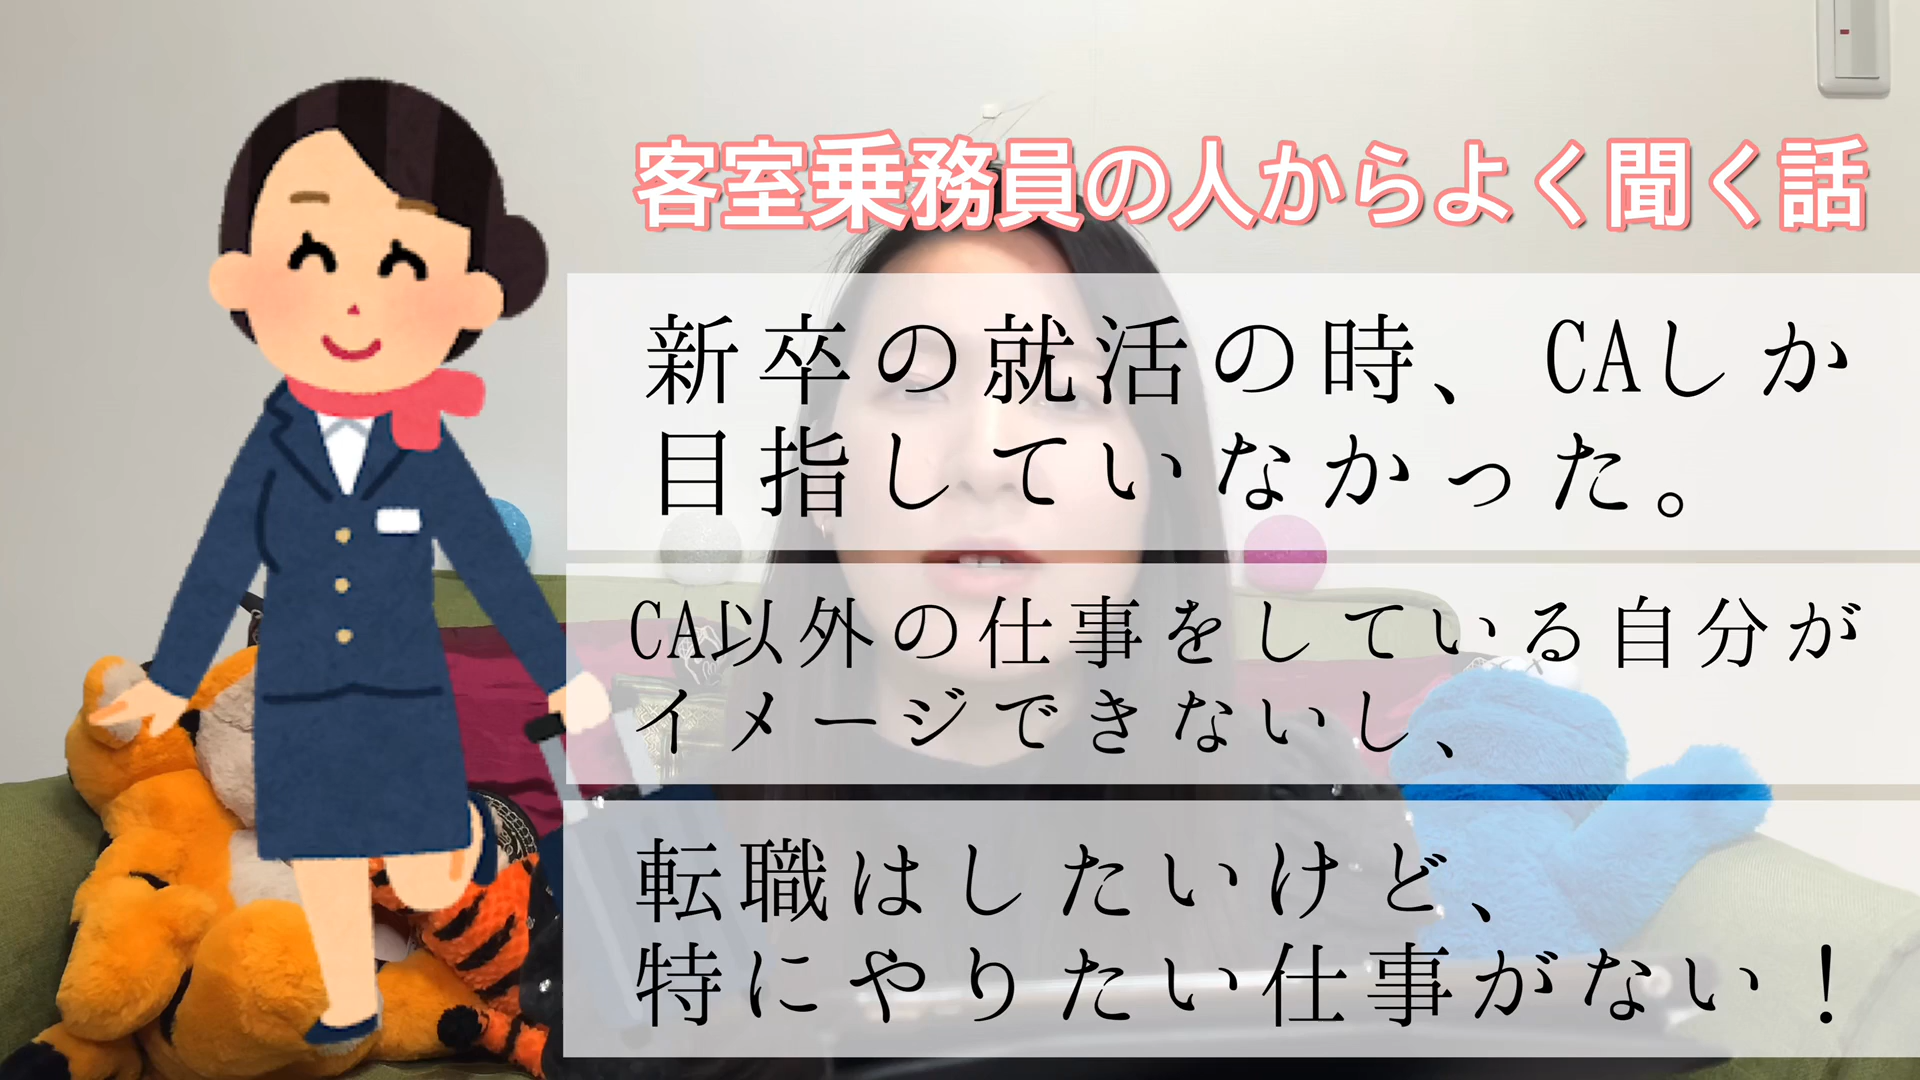 客室乗務員の人からよく聞く話
新卒の就活の時、CAしか
目指していなかった。
CA以外の仕事をしている自分が
イメージできないし、
転職はしたいけど、
特にやりたい仕事がない！